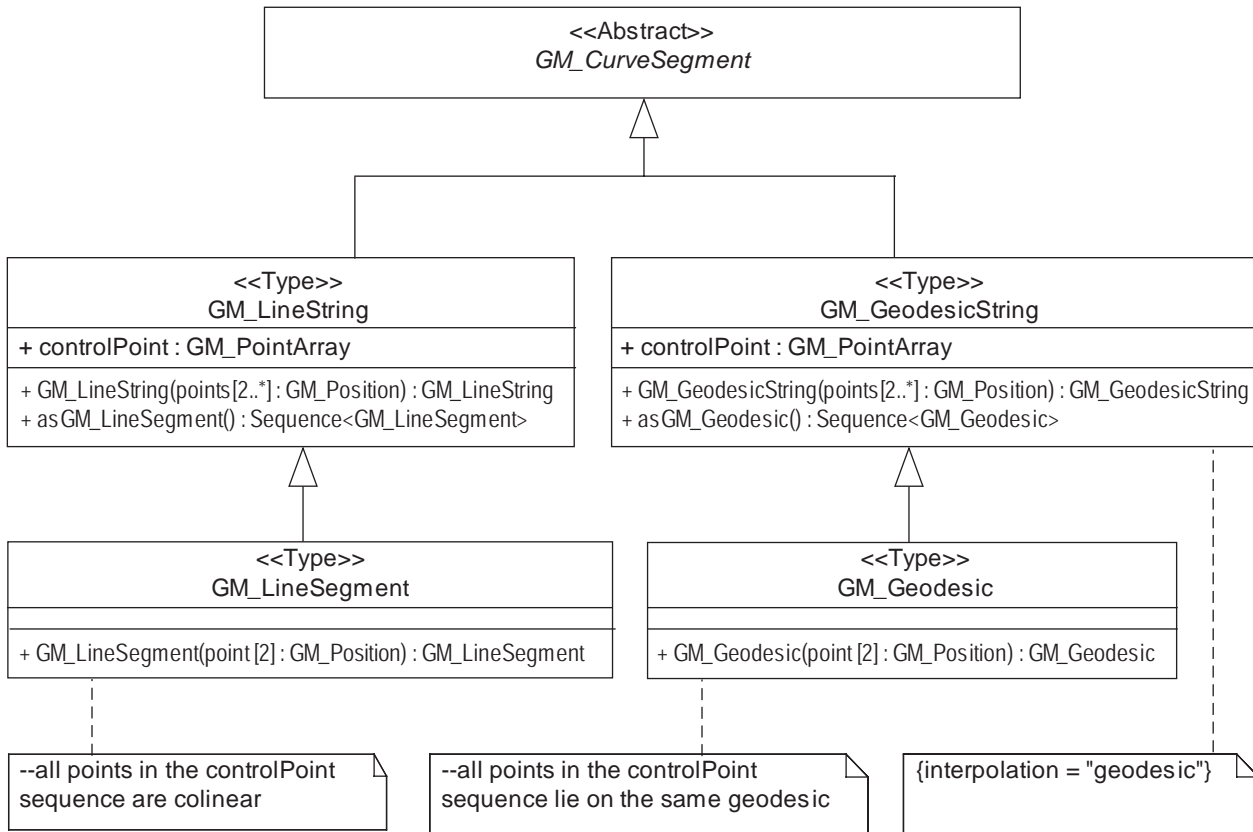 <<Abstract>>
GM_CurveSegment
<<Type>>
GM_LineString
+ controlPoint : GM_PointArray
+ GM_LineString(points[2..*] : GM_Position) : GM_LineString
+ asGM_LineSegment() : Sequence<GM_LineSegment>
<<Type>>
GM_GeodesicString
+ controlPoint : GM_PointArray
+ GM_GeodesicString(points[2..*] : GM_Position) : GM_GeodesicString
+ asGM_Geodesic() : Sequence<GM_Geodesic>
<<Type>>
GM_LineSegment
+ GM_LineSegment(point [2] : GM_Position) : GM_LineSegment
<<Type>>
GM_Geodesic
+ GM_Geodesic(point [2] : GM_Position) : GM_Geodesic
--all points in the controlPoint
sequence are colinear
--all points in the controlPoint
sequence lie on the same geodesic
{interpolation = "geodesic"}